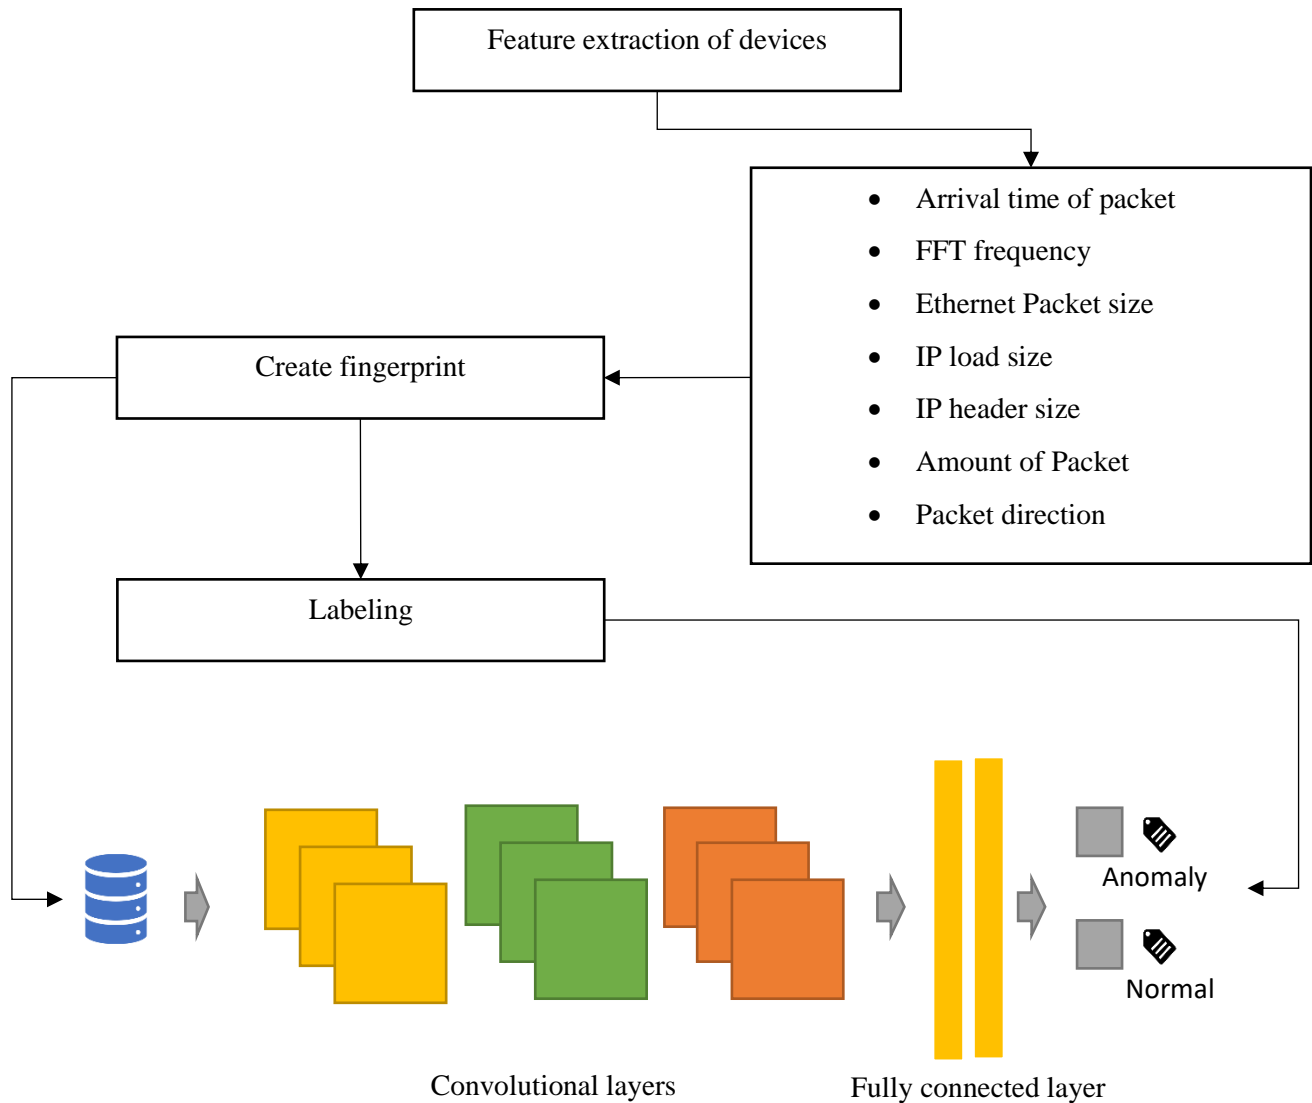 Feature extraction of devices
• Arrival time of packet
• FFT frequency
• Ethernet Packet size
• IP load size
• IP header size
• Amount of Packet
• Packet direction
Create fingerprint
Labeling
Anomaly
Normal
Convolutional layers
Fully connected layer